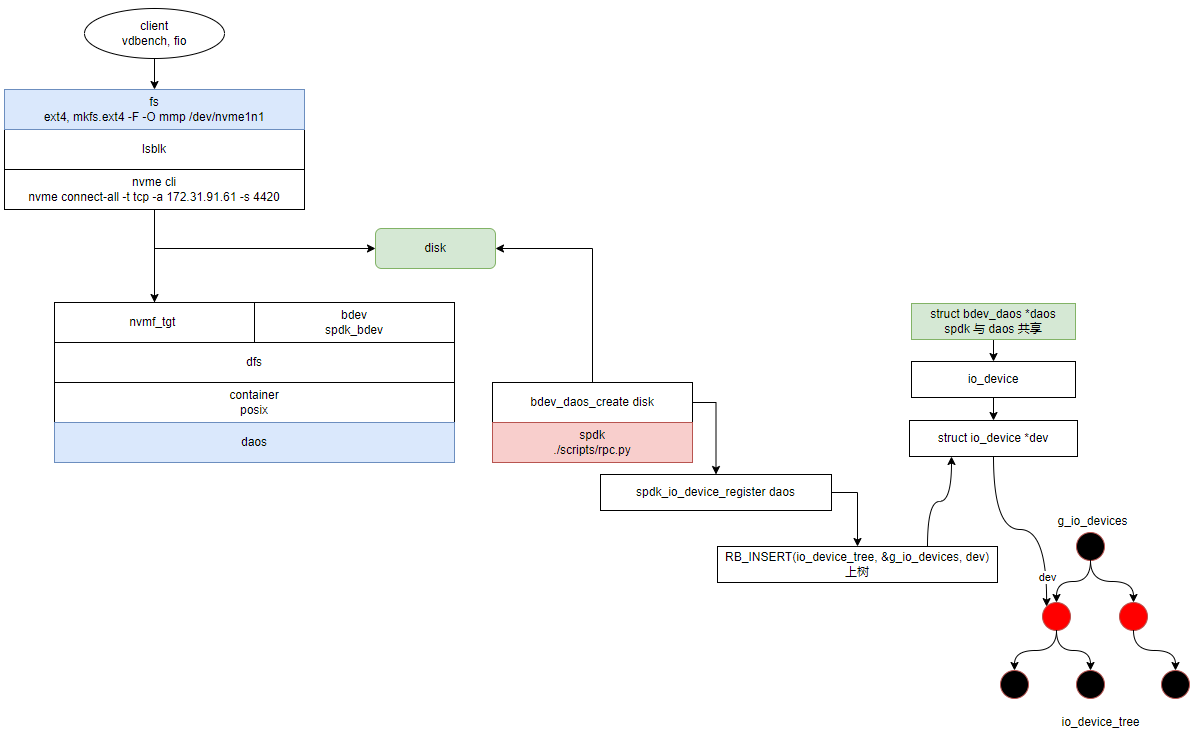 client
vdbench, fio
fs
ext4, mkfs.ext4 -F -O mmp /dev/nvme1n1
lsblk
nvme cli
nvme connect-all -t tcp -a 172.31.91.61 -s 4420
disk
nvmf_tgt
bdev
spdk_bdev
dfs
container
posix
daos
bdev_daos_create disk
spdk
./scripts/rpc.py
spdk_io_device_register daos
RB_INSERT(io_device_tree, &g_io_devices, dev)
上树
struct bdev_daos *daos
spdk 与 daos 共享
io_device
struct io_device *dev
g_io_devices
dev
io_device_tree